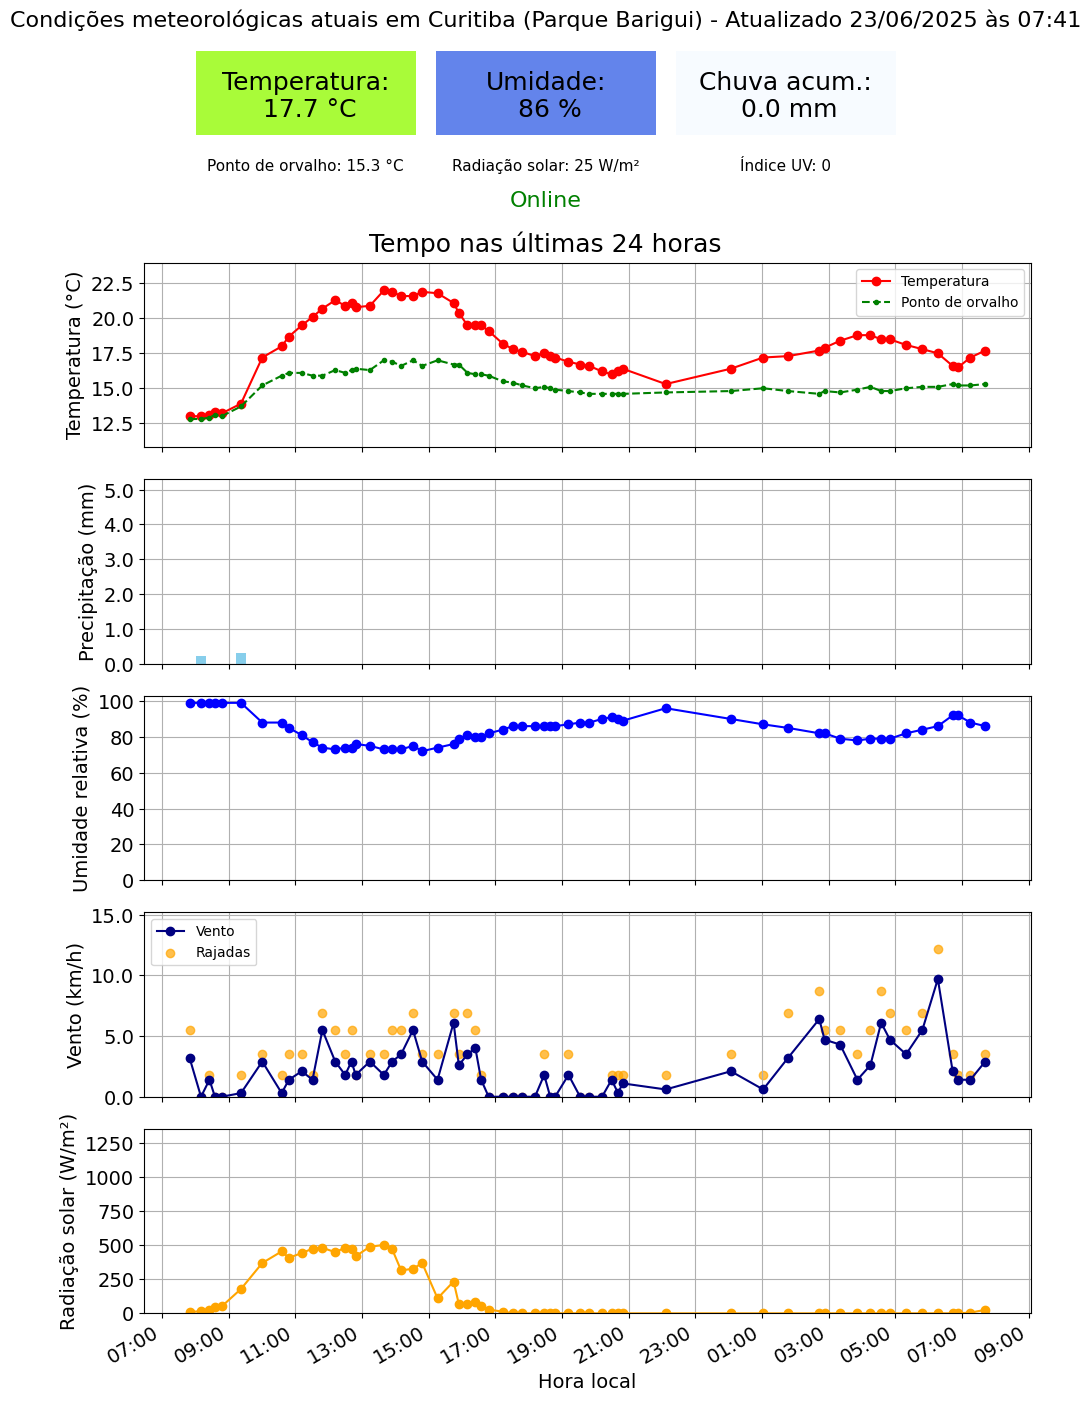 Condições meteorológicas atuais em Curitiba (Parque Barigui) - Atualizado 23/06/2025 às 07:41
Temperatura:
17.7 °C
Umidade:
86 %
Chuva acum.:
0.0 mm
Ponto de orvalho: 15.3 °C
Radiação solar: 25 W/m²
Índice UV: 0
Online
Tempo nas últimas 24 horas
Temperatura (°C)
22.5
20.0
17.5
15.0
12.5
Temperatura
Ponto de orvalho
Precipitação (mm)
5.0
4.0
3.0
2.0
1.0
0.0
Umidade relativa (%)
100
80
60
40
20
0
Vento (km/h)
15.0
10.0
5.0
0.0
Vento
Rajadas
Radiação solar (W/m²)
1250
1000
750
500
250
0
07:00
09:00
11:00
13:00
15:00
17:00
19:00
21:00
23:00
01:00
03:00
05:00
07:00
09:00
Hora local